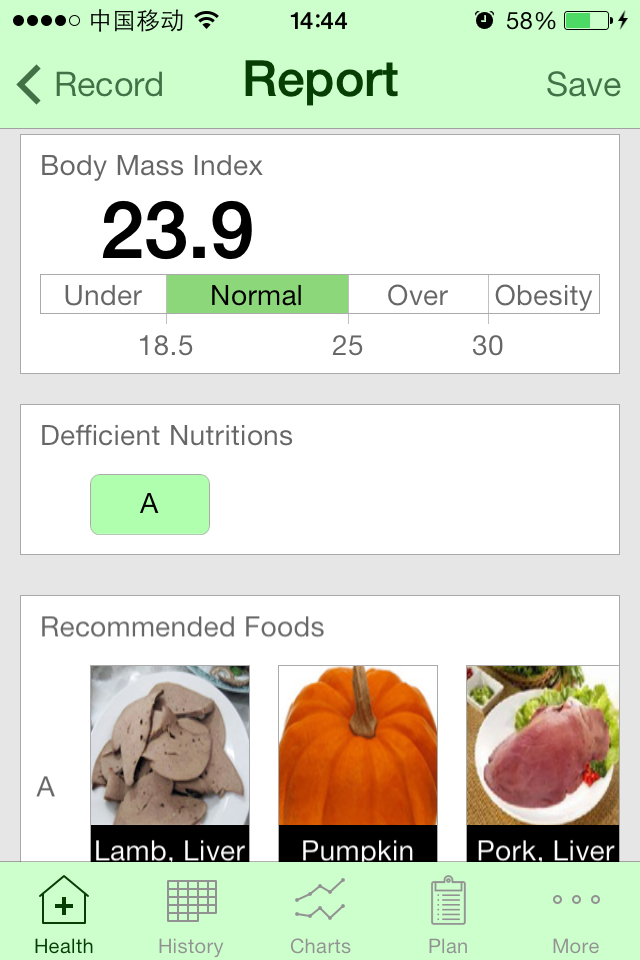 中国移动 14:44 58%
Record Report Save
Body Mass Index
23.9
Under Normal Over Obesity
18.5 25 30
Defficient Nutritions
A
Recommended Foods
A
Lamb, Liver Pumpkin Pork, Liver
Health History Charts Plan More